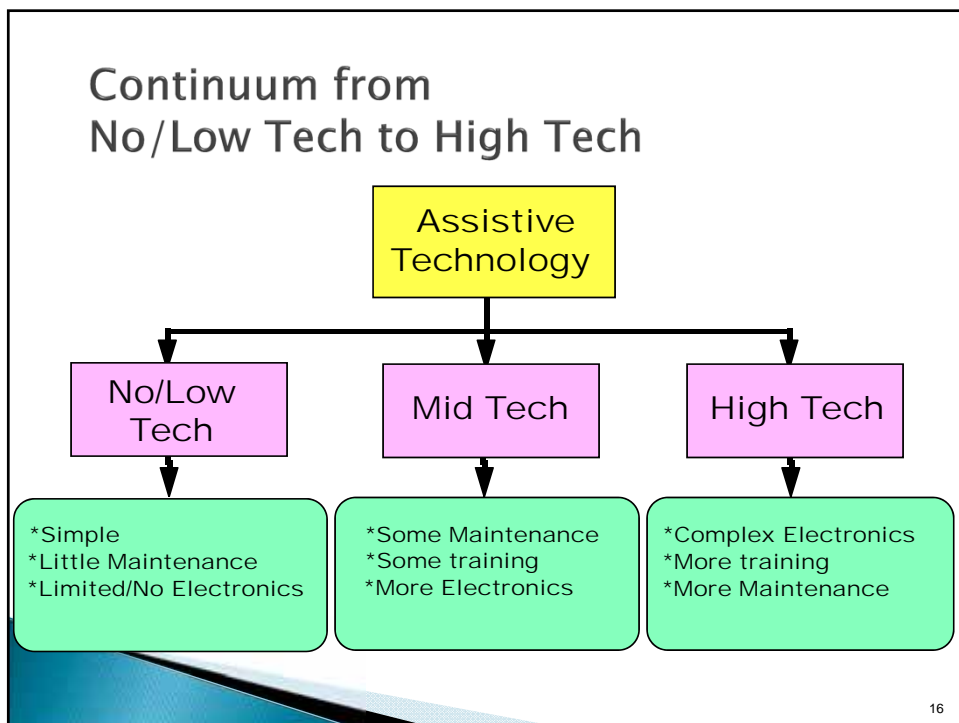 Continuum from
No/Low Tech to High Tech
Assistive
Technology
No/Low
Tech
Mid Tech
High Tech
*Simple
*Little Maintenance
*Limited/No Electronics
*Some Maintenance
*Some training
*More Electronics
*Complex Electronics
*More training
*More Maintenance
16